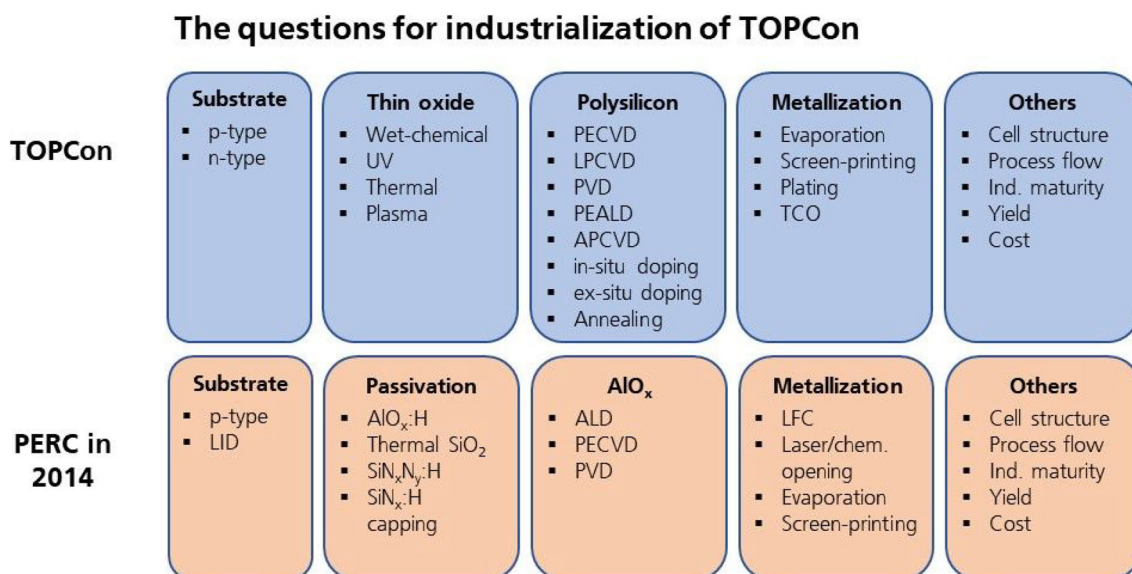 The questions for industrialization of TOPCon
TOPCon
Substrate
▪ p-type
▪ n-type
Thin oxide
▪ Wet-chemical
▪ UV
▪ Thermal
▪ Plasma
Polysilicon
▪ PECVD
▪ LPCVD
▪ PVD
▪ PEALD
▪ APCVD
▪ in-situ doping
▪ ex-situ doping
▪ Annealing
Metallization
▪ Evaporation
▪ Screen-printing
▪ Plating
▪ TCO
Others
▪ Cell structure
▪ Process flow
▪ Ind. maturity
▪ Yield
▪ Cost
PERC in
2014
Substrate
▪ p-type
▪ LID
Passivation
▪ AlOₓ:H
▪ Thermal SiO₂
▪ SiNₓNᵧ:H
▪ SiNₓ:H
capping
AlOₓ
▪ ALD
▪ PECVD
▪ PVD
Metallization
▪ LFC
▪ Laser/chem.
opening
▪ Evaporation
▪ Screen-printing
Others
▪ Cell structure
▪ Process flow
▪ Ind. maturity
▪ Yield
▪ Cost